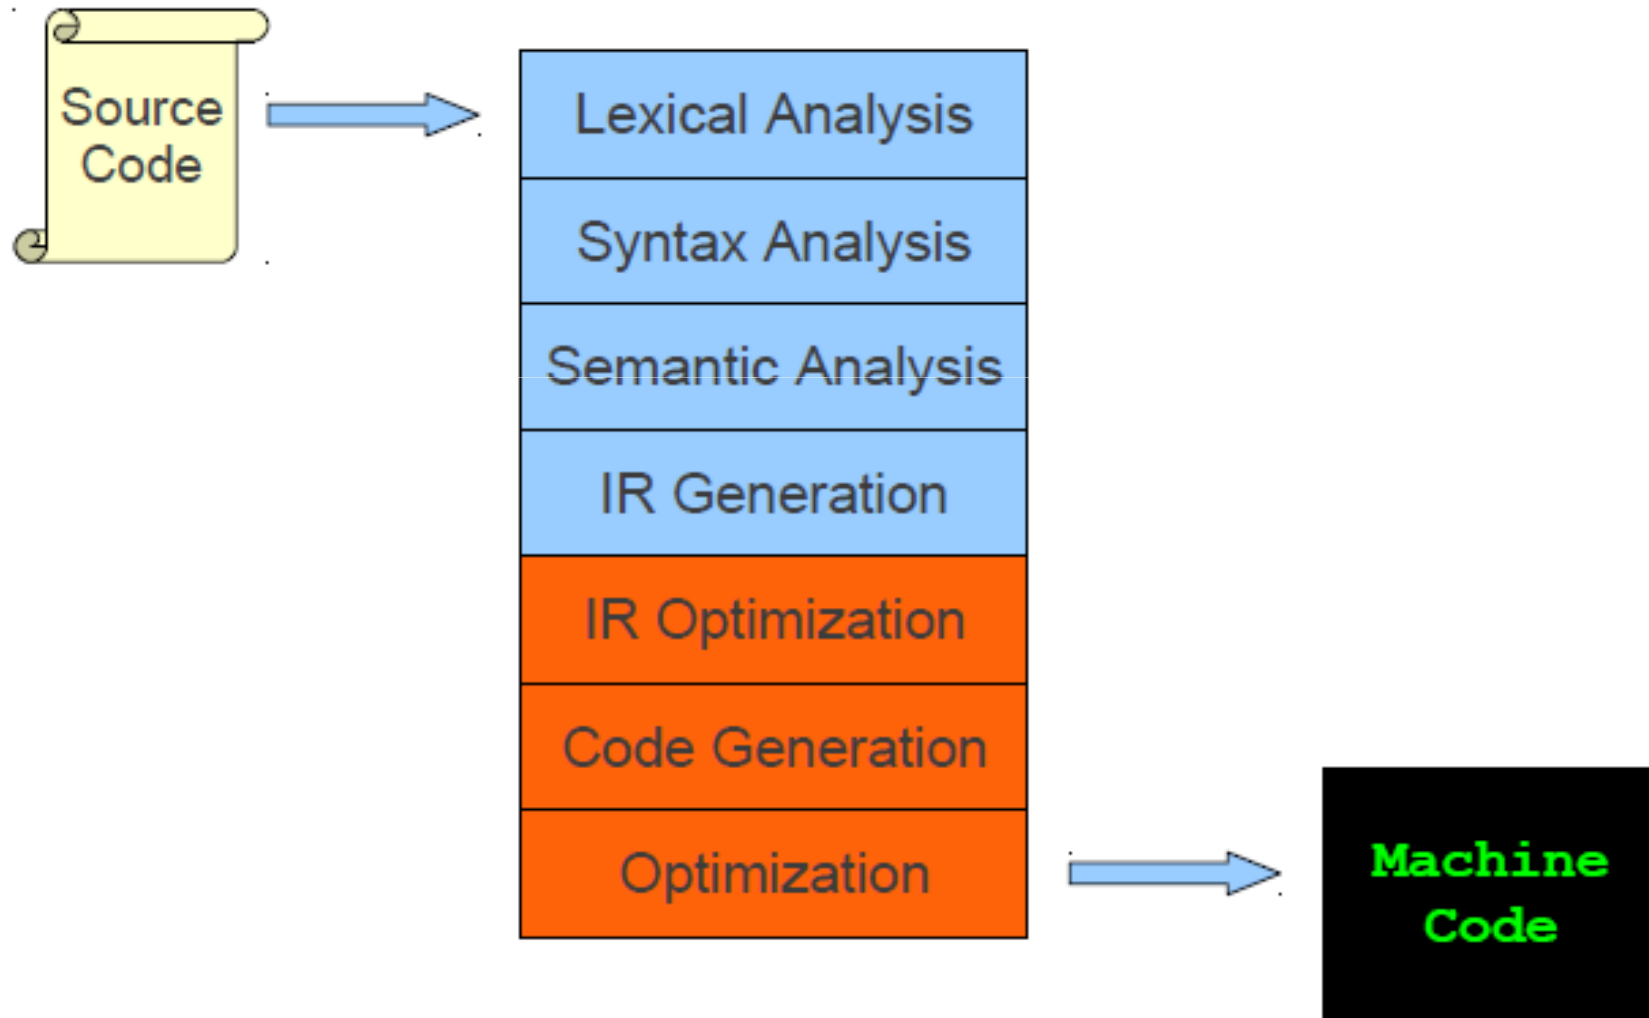 Source
Code
Lexical Analysis
Syntax Analysis
Semantic Analysis
IR Generation
IR Optimization
Code Generation
Optimization
Machine
Code